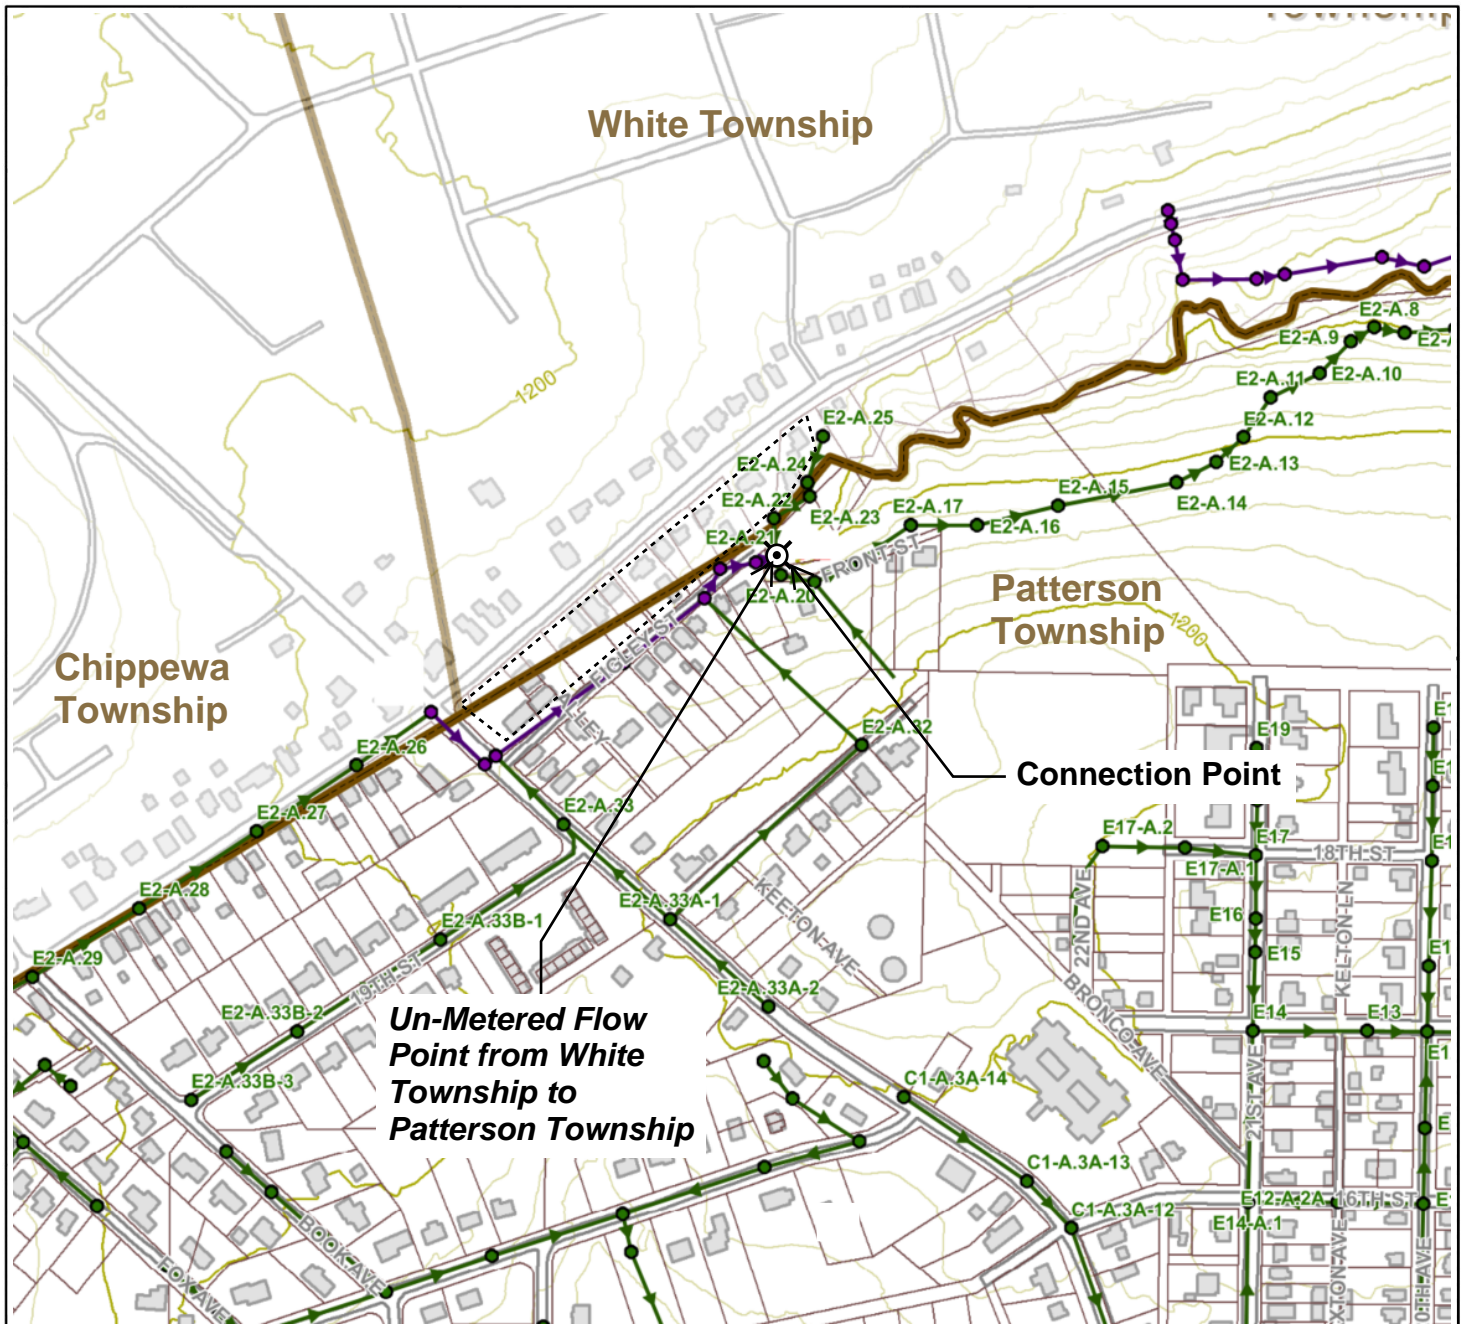 White Township
1200
E2-A.8
E2-A.9
E2-A.10
E2-A.11
E2-A.12
E2-A.25
E2-A.24
E2-A.13
E2-A.22
E2-A.15
E2-A.14
E2-A.23
E2-A.17
E2-A.16
E2-A.21
FRONT ST
E2-A.20
Patterson
Township
1200
FIGLEY ST
Chippewa
Township
ALLEY
E2-A.32
E19
E2-A.26
Connection Point
E2-A.27
E2-A.33
E17-A.2
E17
18TH ST
E17-A.1
E2-A.28
22ND AVE
E2-A.33A-1
KEETON AVE
E2-A.33B-1
E16
KELTON LN
E15
E2-A.29
19TH ST
E2-A.33A-2
BRONCO AVE
E2-A.33B-2
E14
E13
Un-Metered Flow
Point from White
Township to
Patterson Township
E2-A.33B-3
C1-A.3A-14
21ST AVE
C1-A.3A-13
E12-A.2A
16TH ST
C1-A.3A-12
E14-A.1
BOOK AVE
FOX AVE